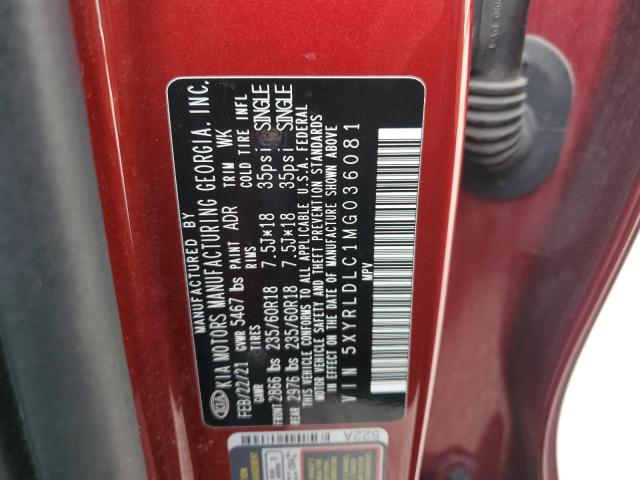 KIA
MANUFACTURED BY
KIA MOTORS MANUFACTURING GEORGIA, INC.
FEB/22/21 GVWR 5467 lbs PAINT ADR TRIM WK
GAWR TIRES RIMS COLD TIRE INFL
FRONT 2866 lbs 235/60R18 7.5J*18 35psi SINGLE
REAR 2976 lbs 235/60R18 7.5J*18 35psi SINGLE
THIS VEHICLE CONFORMS TO ALL APPLICABLE U.S.A. FEDERAL
MOTOR VEHICLE SAFETY AND THEFT PREVENTION STANDARDS
IN EFFECT ON THE DATE OF MANUFACTURE SHOWN ABOVE
VIN 5XYRLDLC1MG036081
MPV
622A